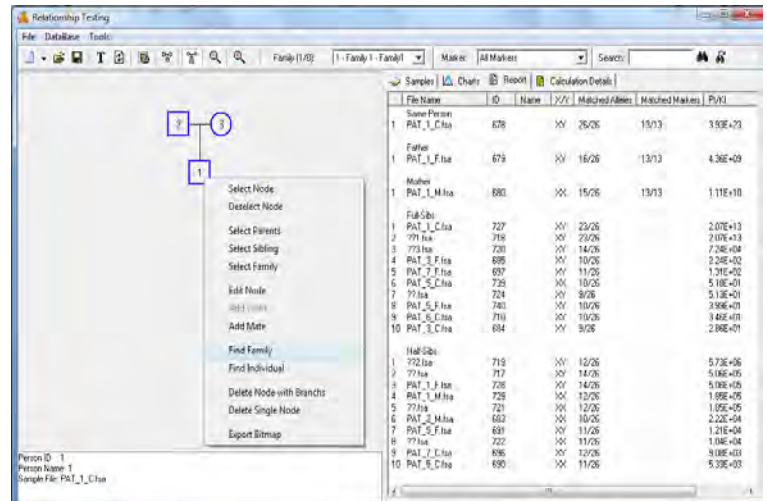 Relationship Testing
File DataBase Tools
Family (1/8): 1 - Family 1 - Family1 Marker: All Markers Search:
Samples Charts Report Calculation Details
File Name ID Name X/Y Matched Alleles Matched Markers PI/KI
Same Person
1 PAT_1_C.fsa 678 XY 26/26 13/13 3.93E+23
Father
1 PAT_1_F.fsa 679 XY 16/26 13/13 4.36E+09
Mother
1 PAT_1_M.fsa 680 XX 15/26 13/13 1.11E+10
Full-Sibs
1 PAT_1_C.fsa 727 XY 23/26 2.07E+13
2 ??1.fsa 718 XY 23/26 2.07E+13
3 ??3.fsa 720 XY 14/26 7.24E+04
4 PAT_3_F.fsa 685 XY 10/26 2.24E+02
5 PAT_7_F.fsa 697 XY 11/26 1.31E+02
6 PAT_5_C.fsa 739 XX 10/26 5.18E+01
7 ??.fsa 724 XY 9/26 5.13E+01
8 PAT_5_F.fsa 740 XY 10/26 3.99E+01
9 PAT_6_C.fsa 710 XY 10/26 3.46E+01
10 PAT_3_C.fsa 684 XY 9/26 2.86E+01
Half-Sibs
1 ??2.fsa 719 XY 12/26 5.73E+06
2 ??.fsa 717 XY 14/26 5.06E+05
3 PAT_1_F.fsa 728 XY 14/26 5.06E+05
4 PAT_1_M.fsa 729 XX 12/26 1.85E+05
5 ??.fsa 721 XX 12/26 1.85E+05
6 PAT_2_M.fsa 683 XX 10/26 2.22E+04
7 PAT_5_F.fsa 691 XY 11/26 1.21E+04
8 ??.fsa 722 XY 11/26 1.04E+04
9 PAT_7_C.fsa 696 XY 12/26 9.08E+03
10 PAT_5_C.fsa 690 XX 11/26 5.33E+03
2 3
1
Select Node
Deselect Node
Select Parents
Select Sibling
Select Family
Edit Node
Add Mate
Find Family
Find Individual
Delete Node with Branchs
Delete Single Node
Export Bitmap
Person ID: 1
Person Name: 1
Sample File: PAT_1_C.fsa